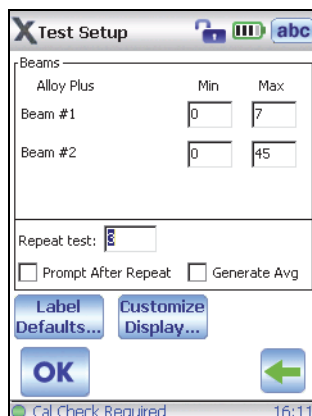 Test Setup abc
Beams
Alloy Plus Min Max
Beam #1 0 7
Beam #2 0 45
Repeat test: 3
Prompt After Repeat Generate Avg
Label Defaults... Customize Display...
OK
Cal Check Required 16:11